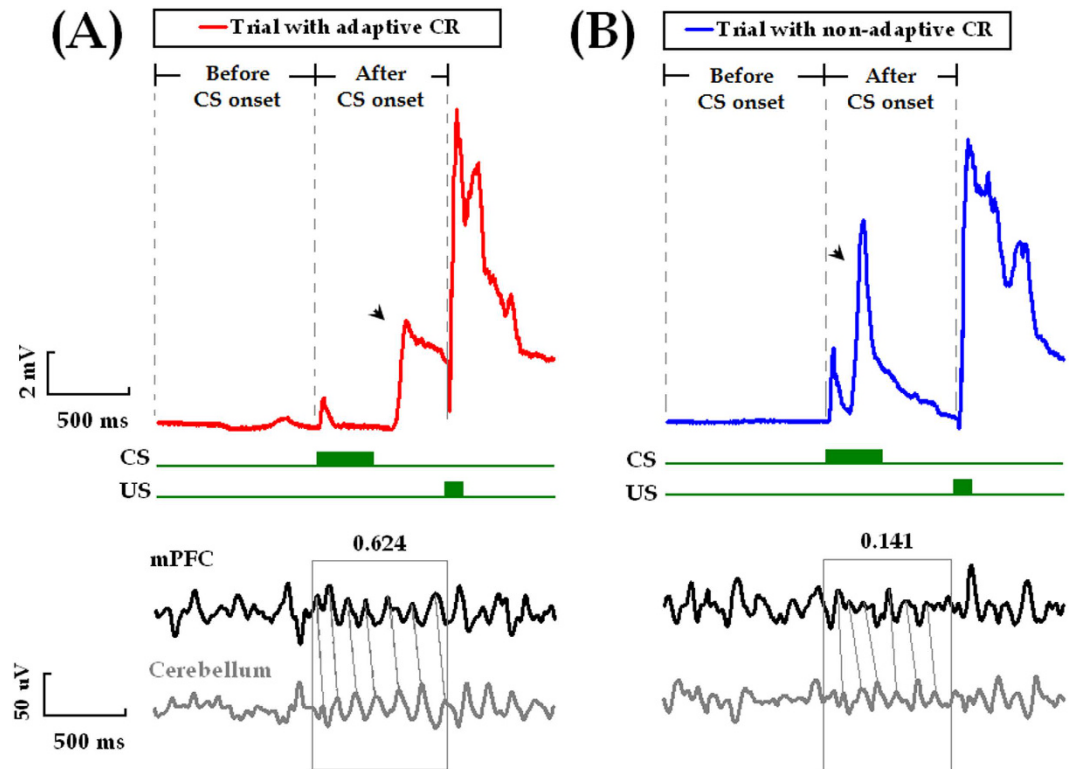 (A)
Trial with adaptive CR
Before
CS onset
After
CS onset
2 mV
500 ms
CS
US
0.624
mPFC
Cerebellum
50 uV
500 ms
(B)
Trial with non-adaptive CR
Before
CS onset
After
CS onset
CS
US
0.141